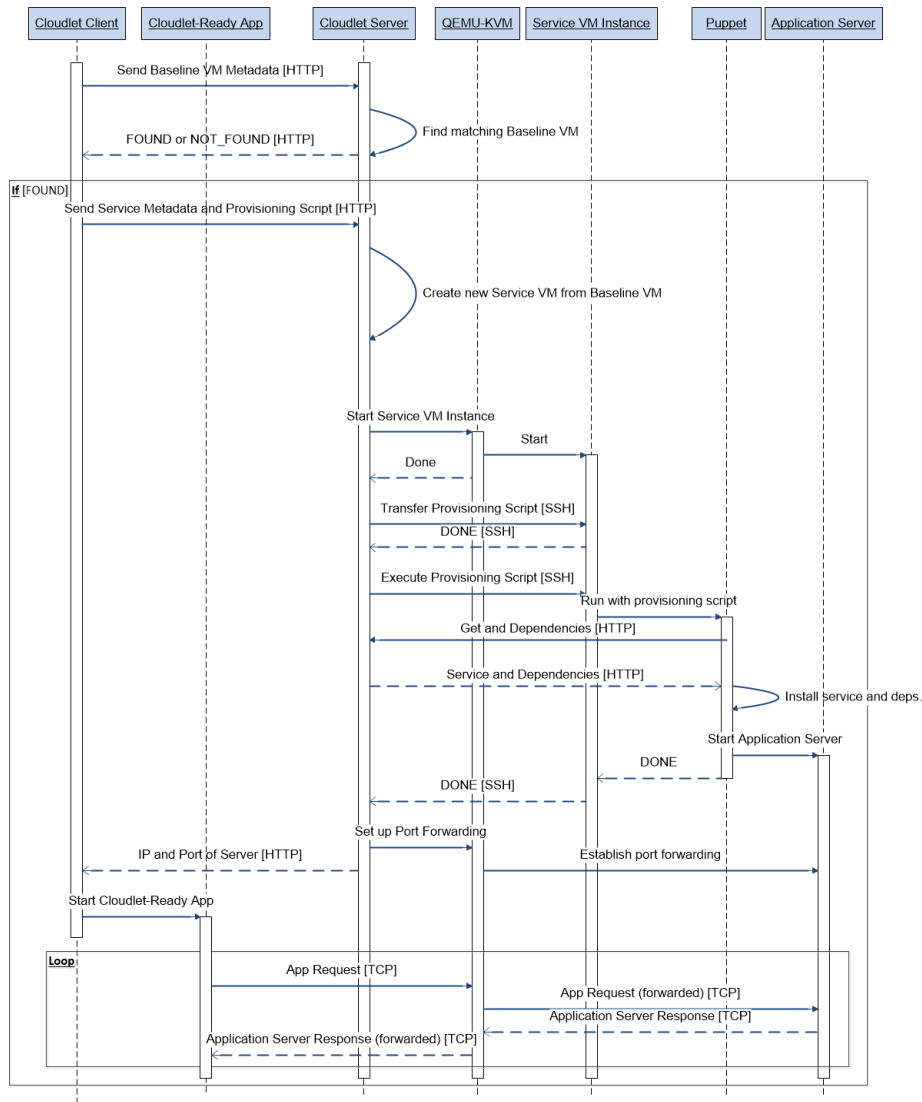 Cloudlet Client
Cloudlet-Ready App
Cloudlet Server
QEMU-KVM
Service VM Instance
Puppet
Application Server
Send Baseline VM Metadata [HTTP]
Find matching Baseline VM
FOUND or NOT_FOUND [HTTP]
If [FOUND]
Send Service Metadata and Provisioning Script [HTTP]
Create new Service VM from Baseline VM
Start Service VM Instance
Start
Done
Transfer Provisioning Script [SSH]
DONE [SSH]
Execute Provisioning Script [SSH]
Run with provisioning script
Get and Dependencies [HTTP]
Service and Dependencies [HTTP]
Install service and deps.
Start Application Server
DONE
DONE [SSH]
Set up Port Forwarding
IP and Port of Server [HTTP]
Establish port forwarding
Start Cloudlet-Ready App
Loop
App Request [TCP]
App Request (forwarded) [TCP]
Application Server Response [TCP]
Application Server Response (forwarded) [TCP]